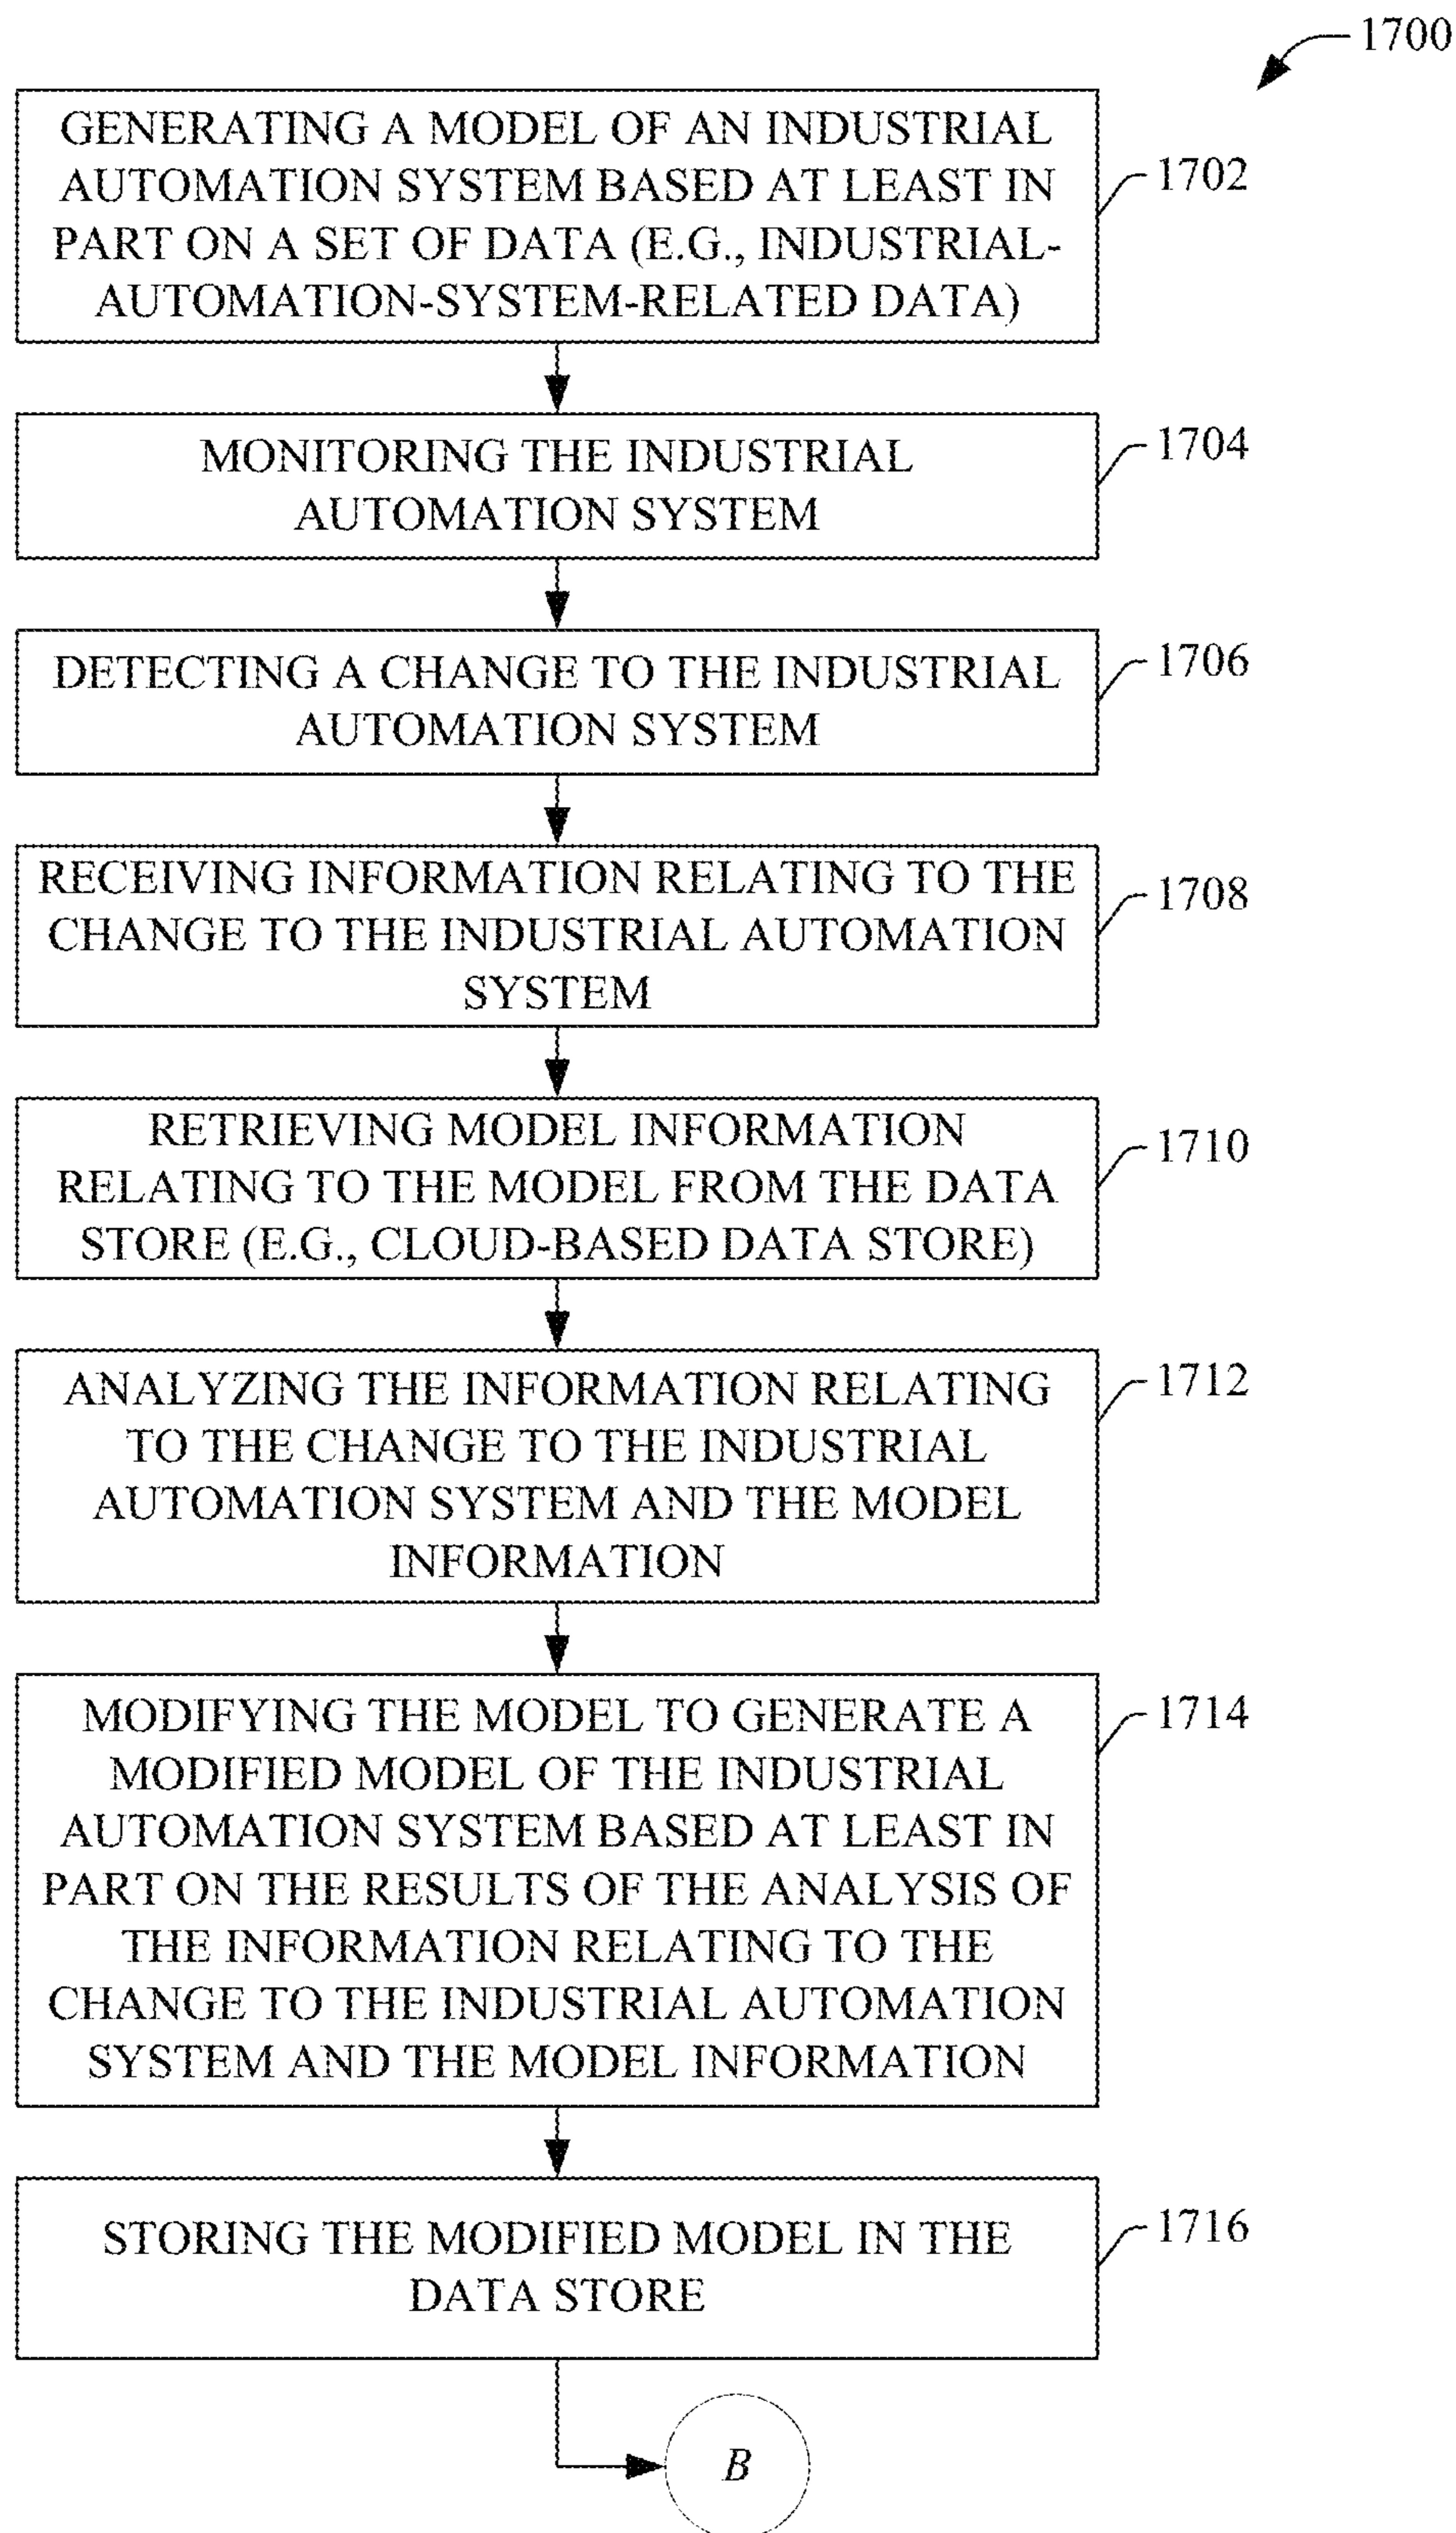 1700
GENERATING A MODEL OF AN INDUSTRIAL
AUTOMATION SYSTEM BASED AT LEAST IN
PART ON A SET OF DATA (E.G., INDUSTRIAL-
AUTOMATION-SYSTEM-RELATED DATA)
1702
MONITORING THE INDUSTRIAL
AUTOMATION SYSTEM
1704
DETECTING A CHANGE TO THE INDUSTRIAL
AUTOMATION SYSTEM
1706
RECEIVING INFORMATION RELATING TO THE
CHANGE TO THE INDUSTRIAL AUTOMATION
SYSTEM
1708
RETRIEVING MODEL INFORMATION
RELATING TO THE MODEL FROM THE DATA
STORE (E.G., CLOUD-BASED DATA STORE)
1710
ANALYZING THE INFORMATION RELATING
TO THE CHANGE TO THE INDUSTRIAL
AUTOMATION SYSTEM AND THE MODEL
INFORMATION
1712
MODIFYING THE MODEL TO GENERATE A
MODIFIED MODEL OF THE INDUSTRIAL
AUTOMATION SYSTEM BASED AT LEAST IN
PART ON THE RESULTS OF THE ANALYSIS OF
THE INFORMATION RELATING TO THE
CHANGE TO THE INDUSTRIAL AUTOMATION
SYSTEM AND THE MODEL INFORMATION
1714
STORING THE MODIFIED MODEL IN THE
DATA STORE
1716
B